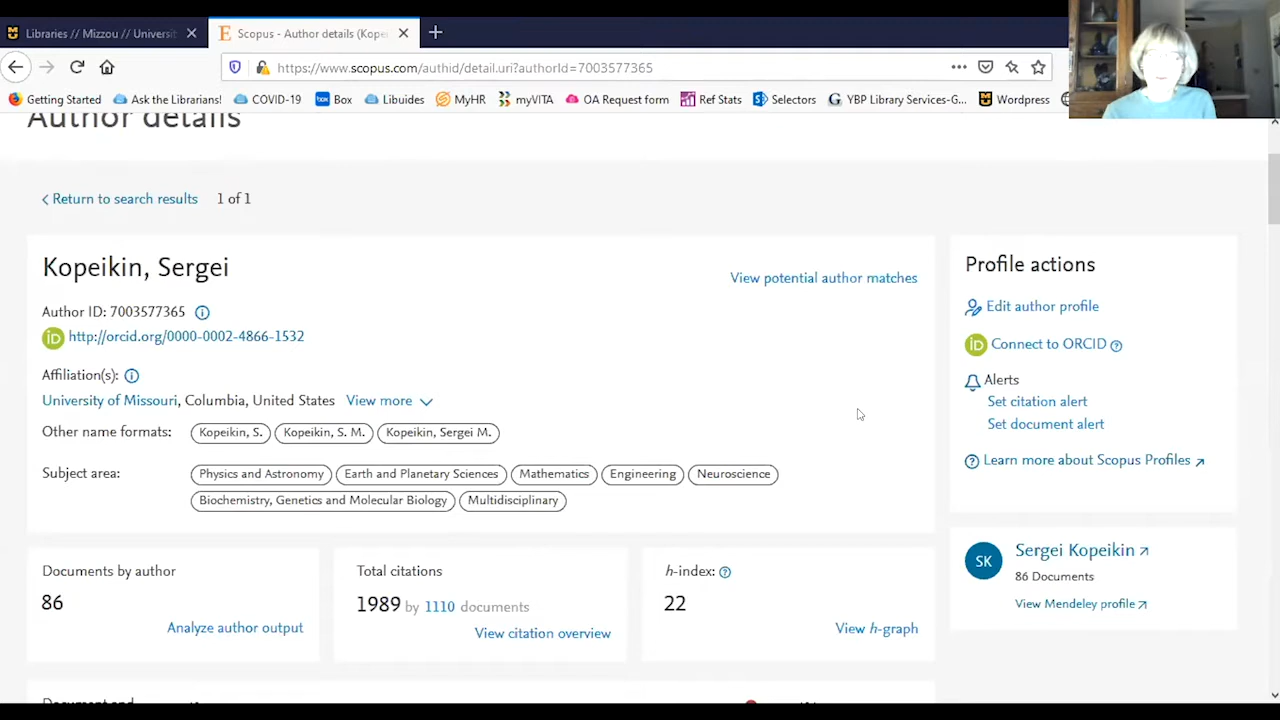 Libraries // Mizzou // Universit
Scopus - Author details (Kope
https://www.scopus.com/authid/detail.uri?authorId=7003577365
Getting Started Ask the Librarians! COVID-19 Box Libuides MyHR myVITA OA Request form Ref Stats Selectors YBP Library Services-G... Wordpress
Author details
Return to search results 1 of 1
Kopeikin, Sergei
View potential author matches
Author ID: 7003577365
http://orcid.org/0000-0002-4866-1532
Affiliation(s):
University of Missouri, Columbia, United States View more
Other name formats: Kopeikin, S. Kopeikin, S. M. Kopeikin, Sergei M.
Subject area: Physics and Astronomy Earth and Planetary Sciences Mathematics Engineering Neuroscience
Biochemistry, Genetics and Molecular Biology Multidisciplinary
Profile actions
Edit author profile
iD Connect to ORCID
Alerts
Set citation alert
Set document alert
Learn more about Scopus Profiles
Documents by author
86
Analyze author output
Total citations
1989 by 1110 documents
View citation overview
h-index:
22
View h-graph
SK
Sergei Kopeikin
86 Documents
View Mendeley profile
Document and